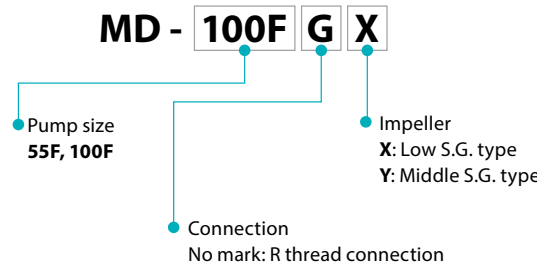 MD - 100F G X
Pump size
55F, 100F
Impeller
X: Low S.G. type
Y: Middle S.G. type
Connection
No mark: R thread connection